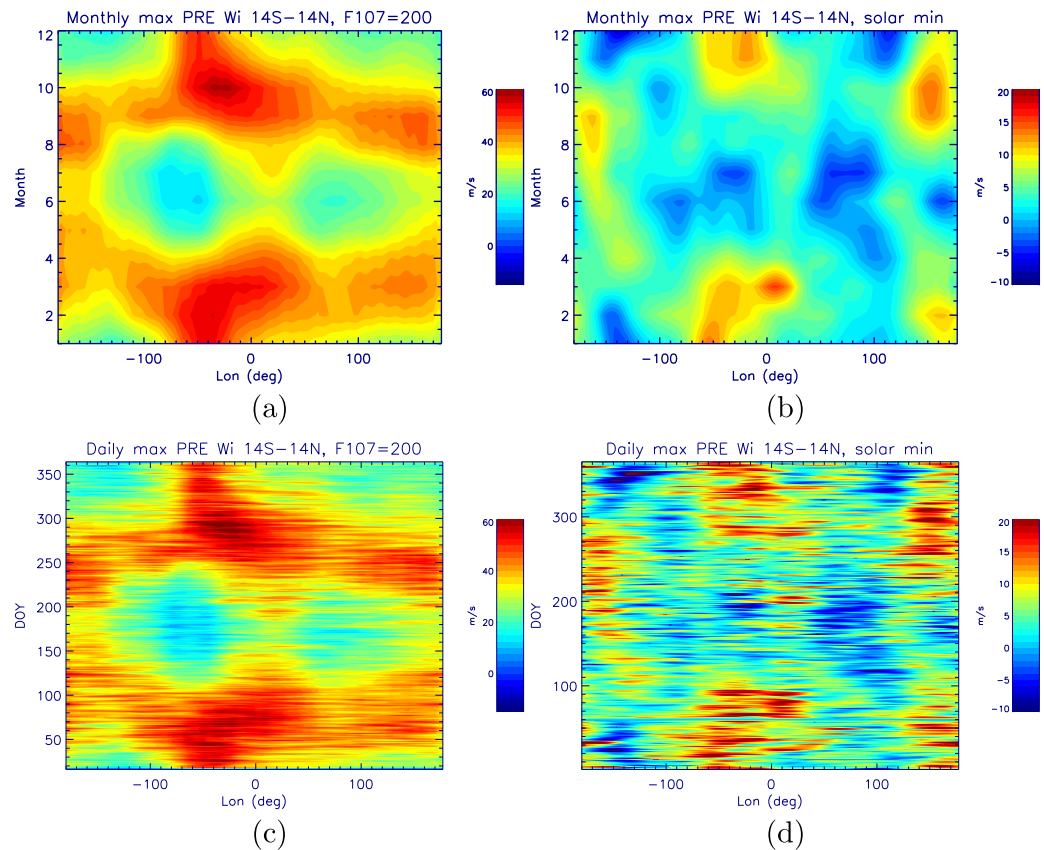 Monthly max PRE Wi 14S−14N, F107=200
12
10
8
6
4
2
Month
−100 0 100
Lon (deg)
60
40
20
0
m/s
(a)
Monthly max PRE Wi 14S−14N, solar min
12
10
8
6
4
2
Month
−100 0 100
Lon (deg)
20
15
10
5
0
−5
−10
m/s
(b)
Daily max PRE Wi 14S−14N, F107=200
350
300
250
200
150
100
50
DOY
−100 0 100
Lon (deg)
60
40
20
0
m/s
(c)
Daily max PRE Wi 14S−14N, solar min
300
200
100
DOY
−100 0 100
Lon (deg)
20
15
10
5
0
−5
−10
m/s
(d)